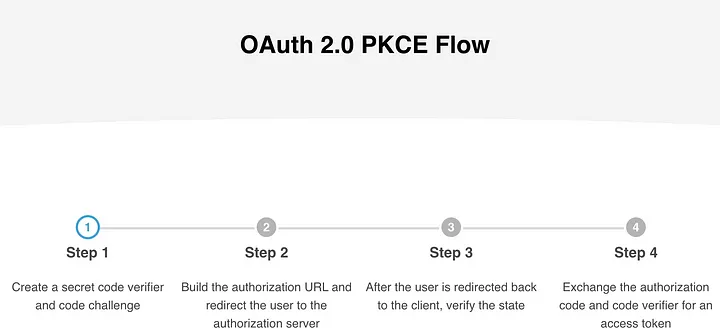 OAuth 2.0 PKCE Flow
1
2
3
4
Step 1
Step 2
Step 3
Step 4
Create a secret code verifier
and code challenge
Build the authorization URL and
redirect the user to the
authorization server
After the user is redirected back
to the client, verify the state
Exchange the authorization
code and code verifier for an
access token